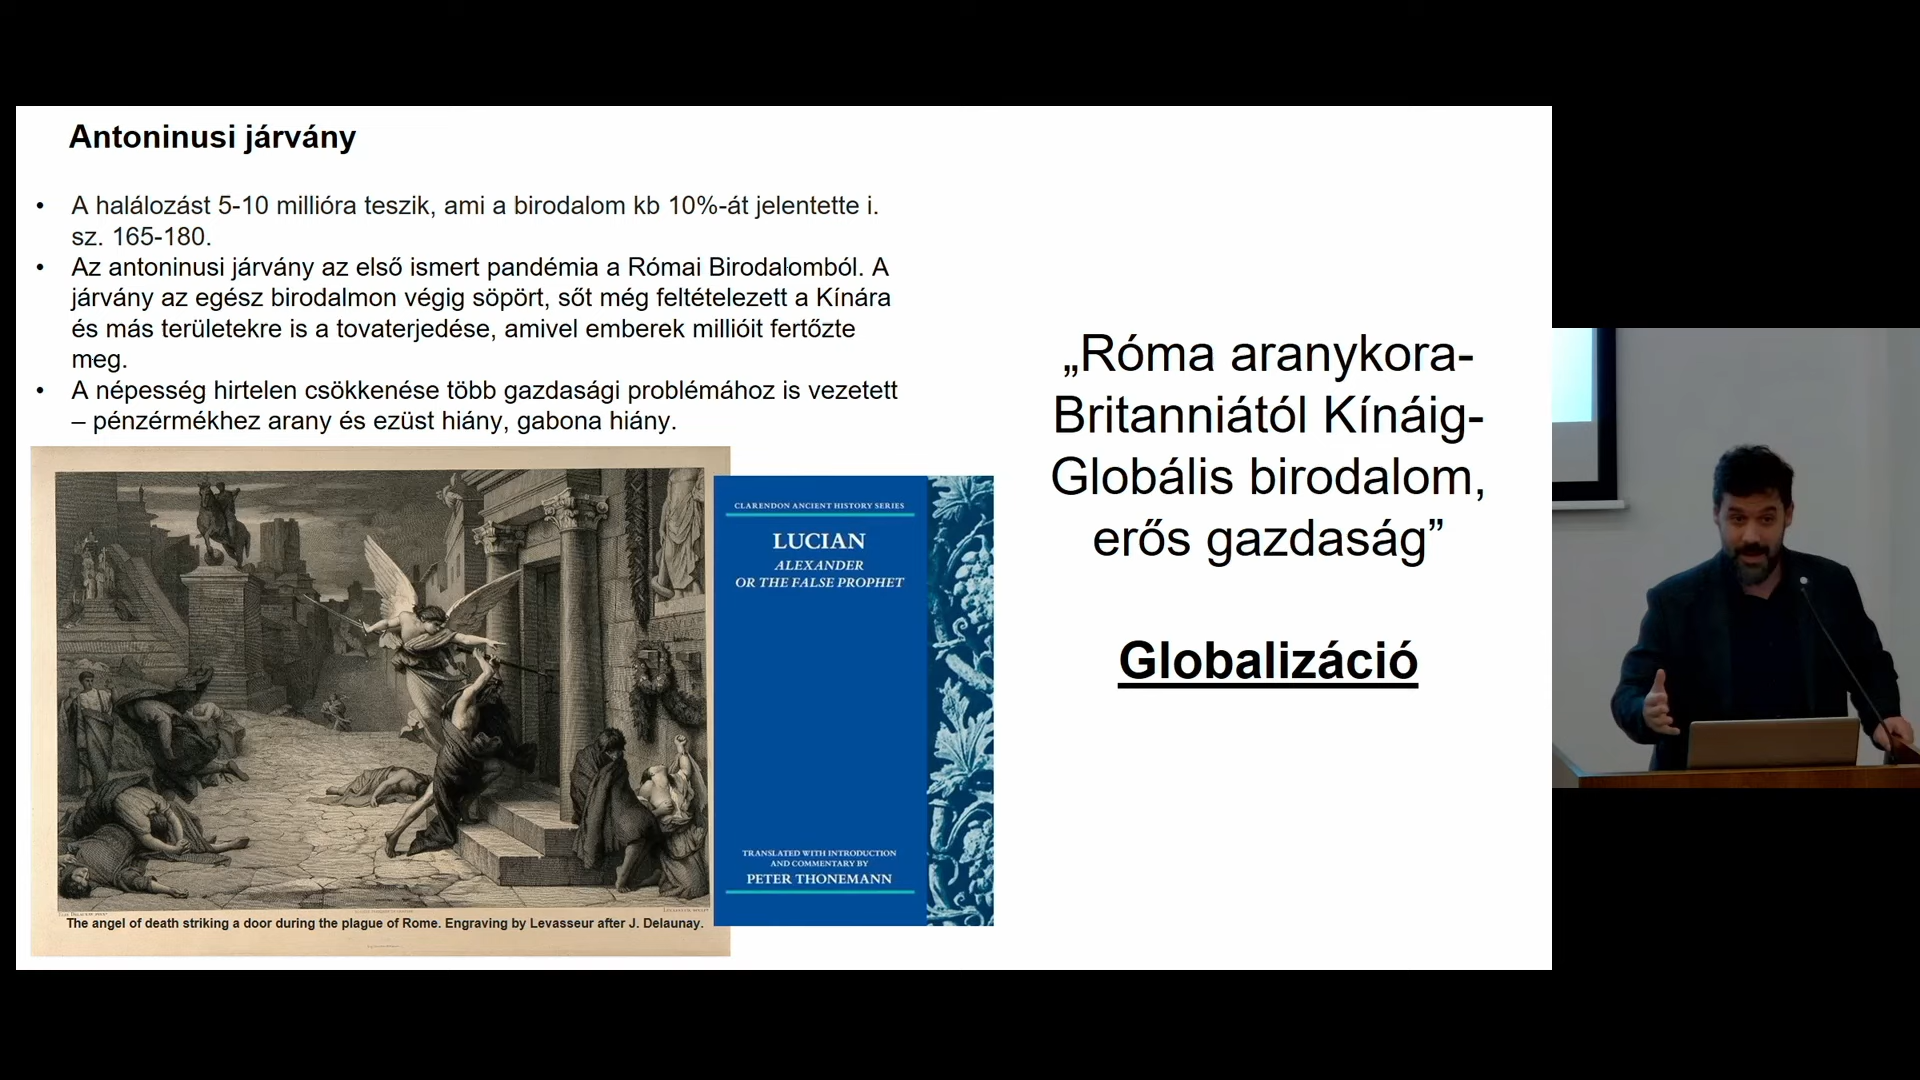 Antoninusi járvány
• A halálozást 5-10 millióra teszik, ami a birodalom kb 10%-át jelentette i.
sz. 165-180.
• Az antoninusi járvány az első ismert pandémia a Római Birodalomból. A
járvány az egész birodalmon végig söpört, sőt még feltételezett a Kínára
és más területekre is a tovaterjedése, amivel emberek millióit fertőzte
meg.
• A népesség hirtelen csökkenése több gazdasági problémához is vezetett
– pénzérmékhez arany és ezüst hiány, gabona hiány.
The angel of death striking a door during the plague of Rome. Engraving by Levasseur after J. Delaunay.
CLARENDON ANCIENT HISTORY SERIES
LUCIAN
ALEXANDER
OR THE FALSE PROPHET
TRANSLATED WITH INTRODUCTION
AND COMMENTARY BY
PETER THONEMANN
„Róma aranykora-
Britanniától Kínáig-
Globális birodalom,
erős gazdaság”
Globalizáció